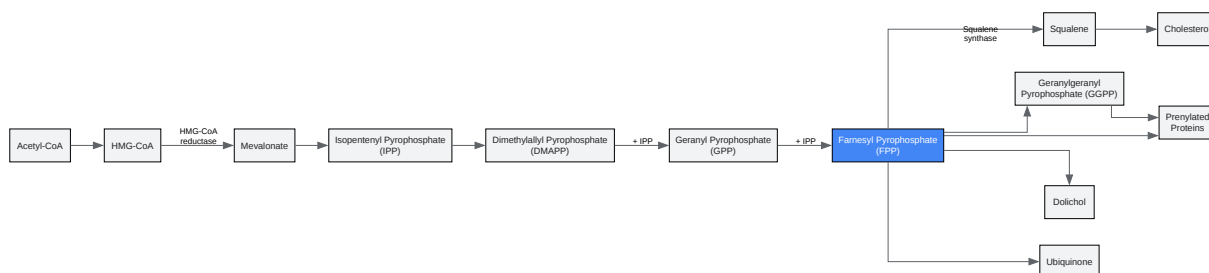 Acetyl-CoA
HMG-CoA
HMG-CoA
reductase
Mevalonate
Isopentenyl Pyrophosphate
(IPP)
Dimethylallyl Pyrophosphate
(DMAPP)
+ IPP
Geranyl Pyrophosphate
(GPP)
+ IPP
Farnesyl Pyrophosphate
(FPP)
Squalene
synthase
Squalene
Cholestero
Geranylgeranyl
Pyrophosphate (GGPP)
Prenylated
Proteins
Dolichol
Ubiquinone